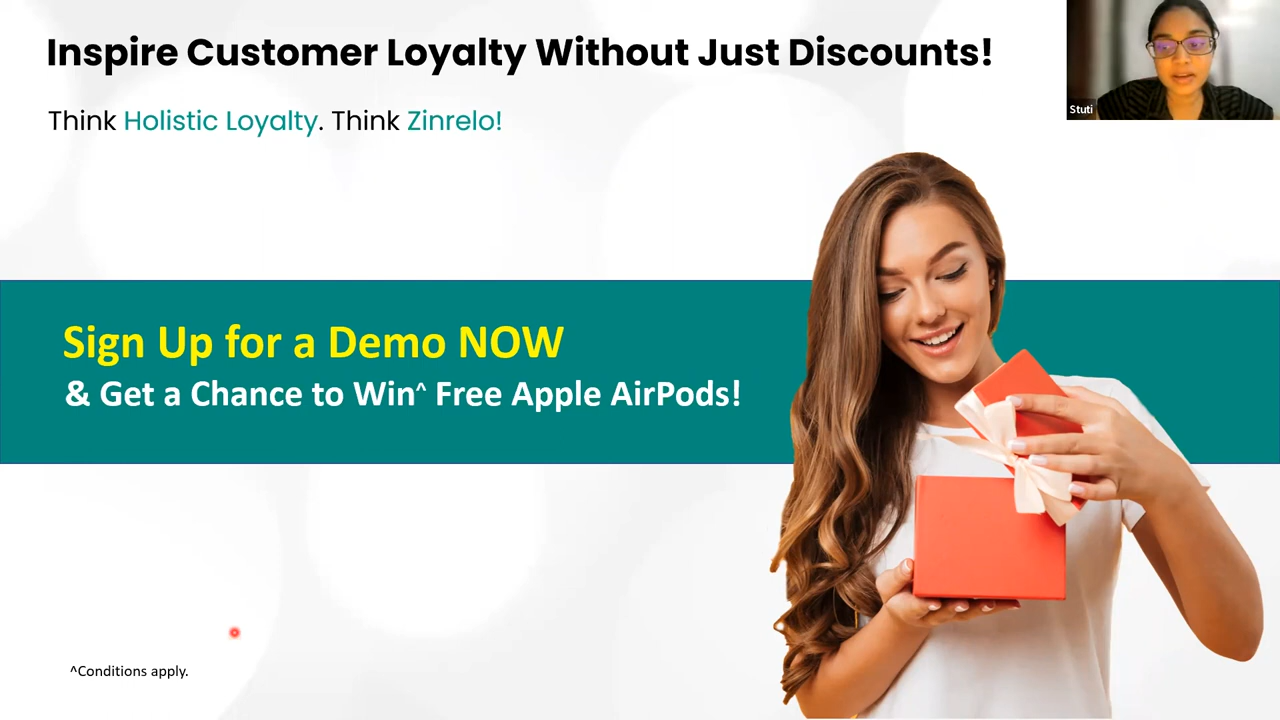 Inspire Customer Loyalty Without Just Discounts!
Think Holistic Loyalty. Think Zinrelo!
Stuti
Sign Up for a Demo NOW
& Get a Chance to Win^ Free Apple AirPods!
^Conditions apply.